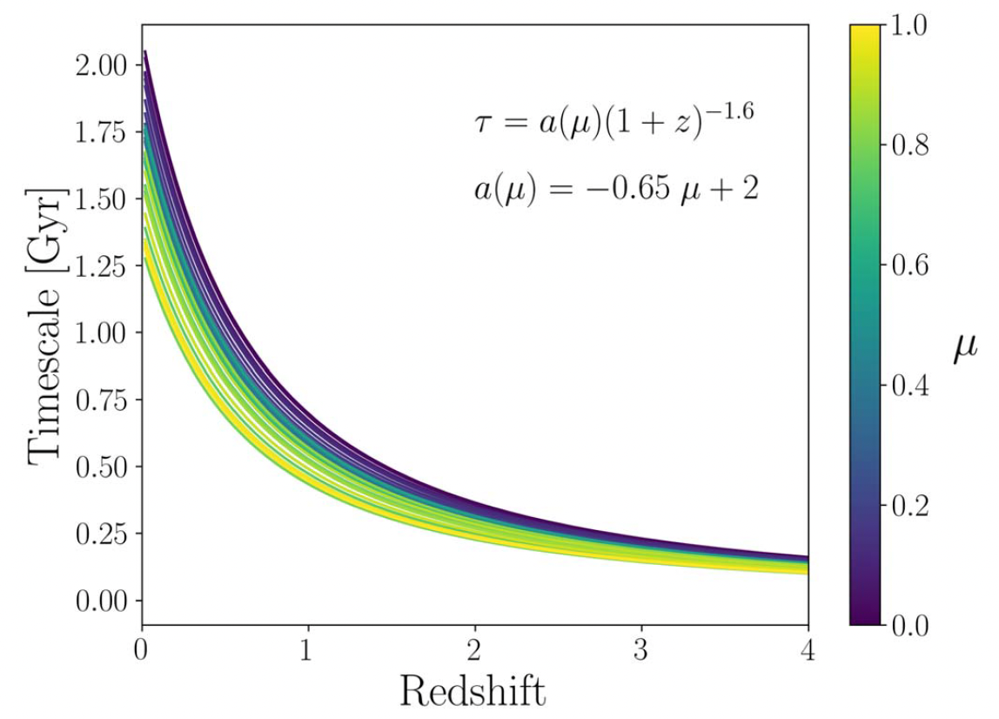 2.00
1.75
1.50
1.25
1.00
0.75
0.50
0.25
0.00
Timescale [Gyr]
τ = a(μ)(1 + z)^{−1.6}
a(μ) = −0.65 μ + 2
0 1 2 3 4
Redshift
1.0
0.8
0.6
0.4
0.2
0.0
μ